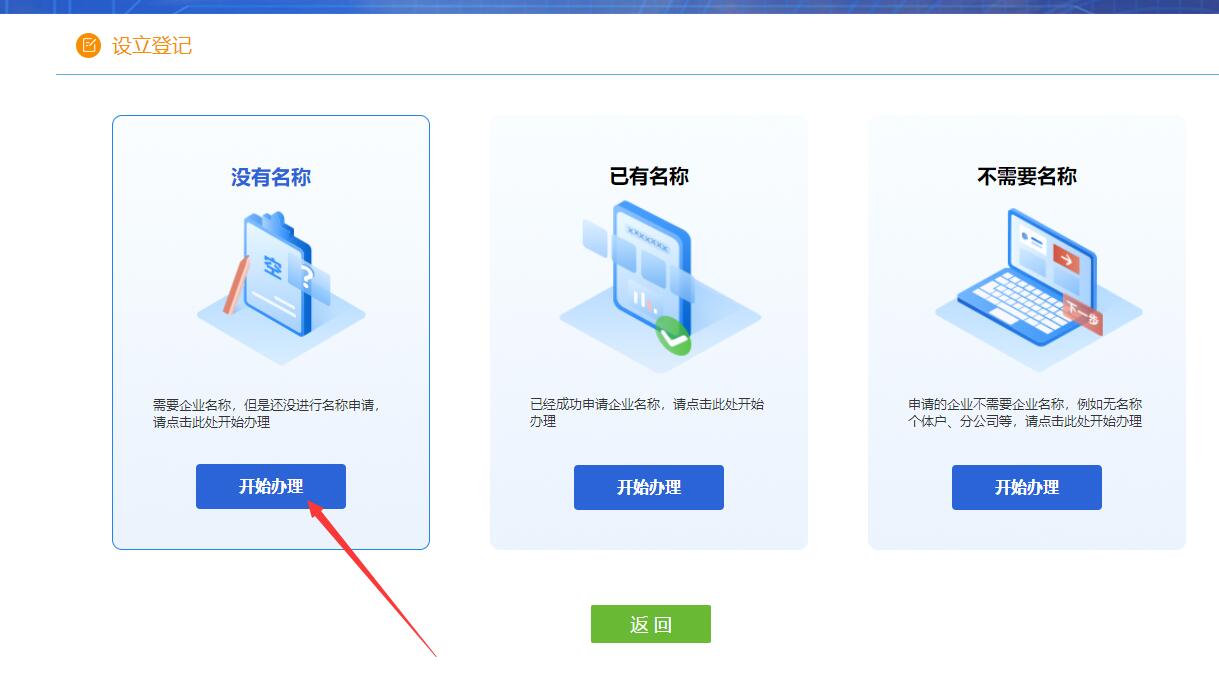 设立登记
没有名称
空
?
需要企业名称，但是还没进行名称申请，
请点击此处开始办理
开始办理
已有名称
XXXXXXX
已经成功申请企业名称，请点击此处开始
办理
开始办理
不需要名称
下一步
申请的企业不需要企业名称，例如无名称
个体户、分公司等，请点击此处开始办理
开始办理
返 回